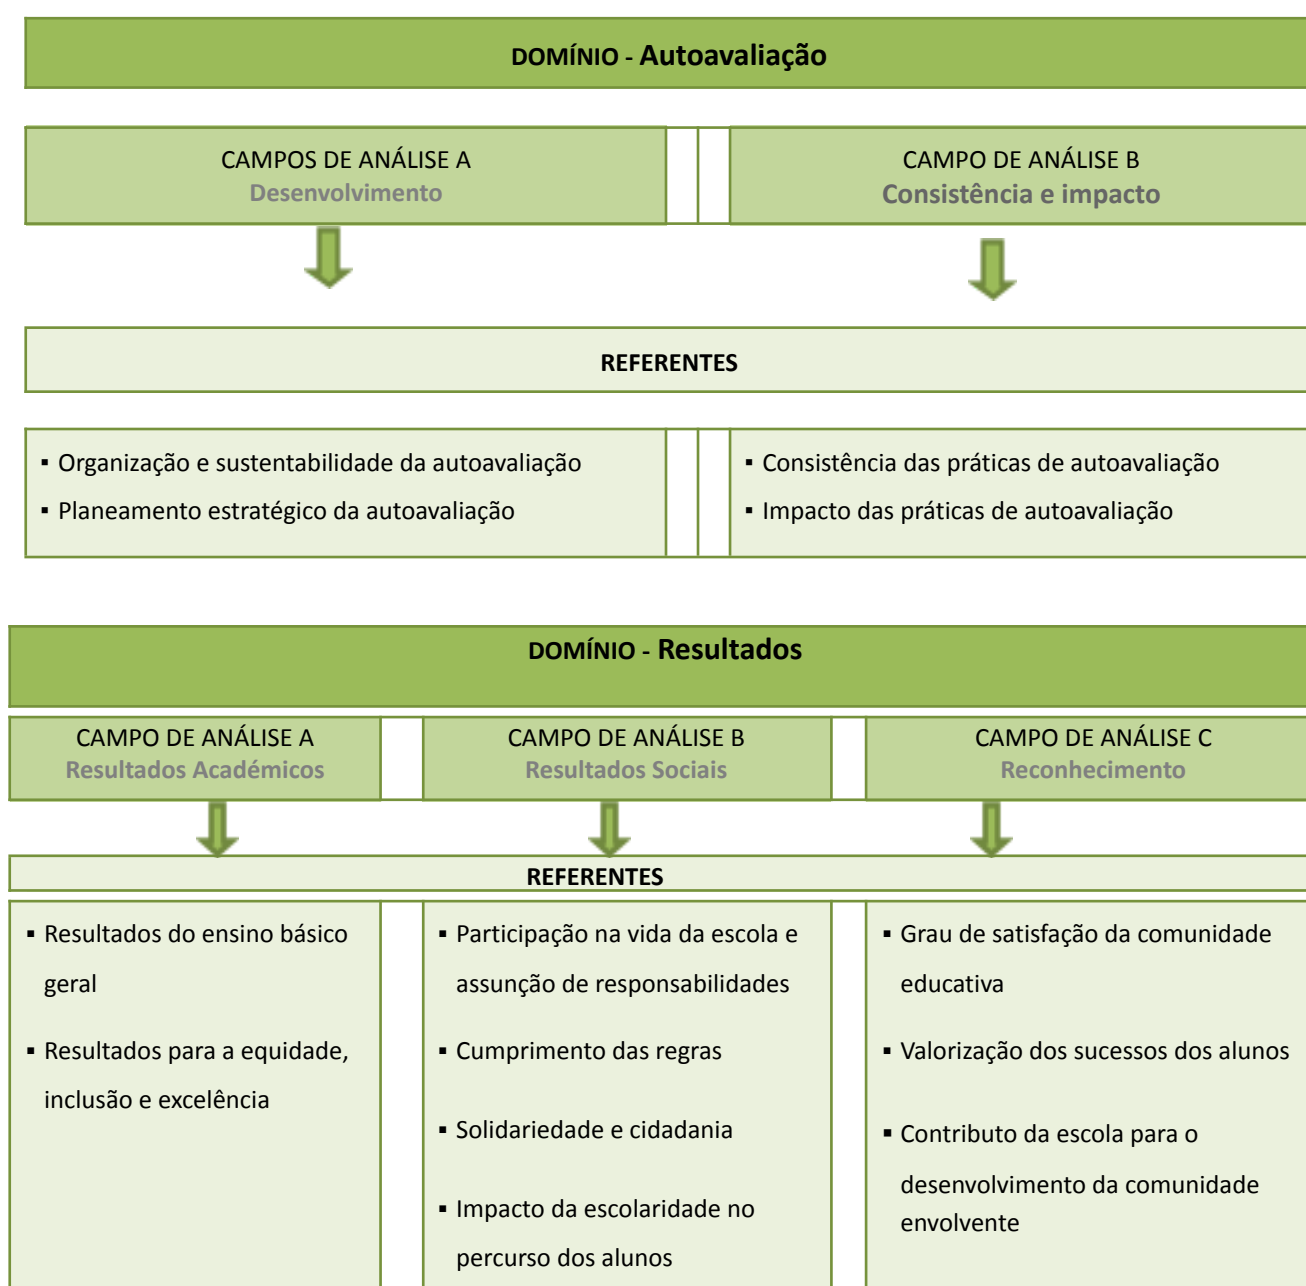 DOMÍNIO - Autoavaliação
CAMPOS DE ANÁLISE A
Desenvolvimento
CAMPO DE ANÁLISE B
Consistência e impacto
REFERENTES
▪ Organização e sustentabilidade da autoavaliação
▪ Planeamento estratégico da autoavaliação
▪ Consistência das práticas de autoavaliação
▪ Impacto das práticas de autoavaliação
DOMÍNIO - Resultados
CAMPO DE ANÁLISE A
Resultados Académicos
CAMPO DE ANÁLISE B
Resultados Sociais
CAMPO DE ANÁLISE C
Reconhecimento
REFERENTES
▪ Resultados do ensino básico
geral
▪ Resultados para a equidade,
inclusão e excelência
▪ Participação na vida da escola e
assunção de responsabilidades
▪ Cumprimento das regras
▪ Solidariedade e cidadania
▪ Impacto da escolaridade no
percurso dos alunos
▪ Grau de satisfação da comunidade
educativa
▪ Valorização dos sucessos dos alunos
▪ Contributo da escola para o
desenvolvimento da comunidade
envolvente